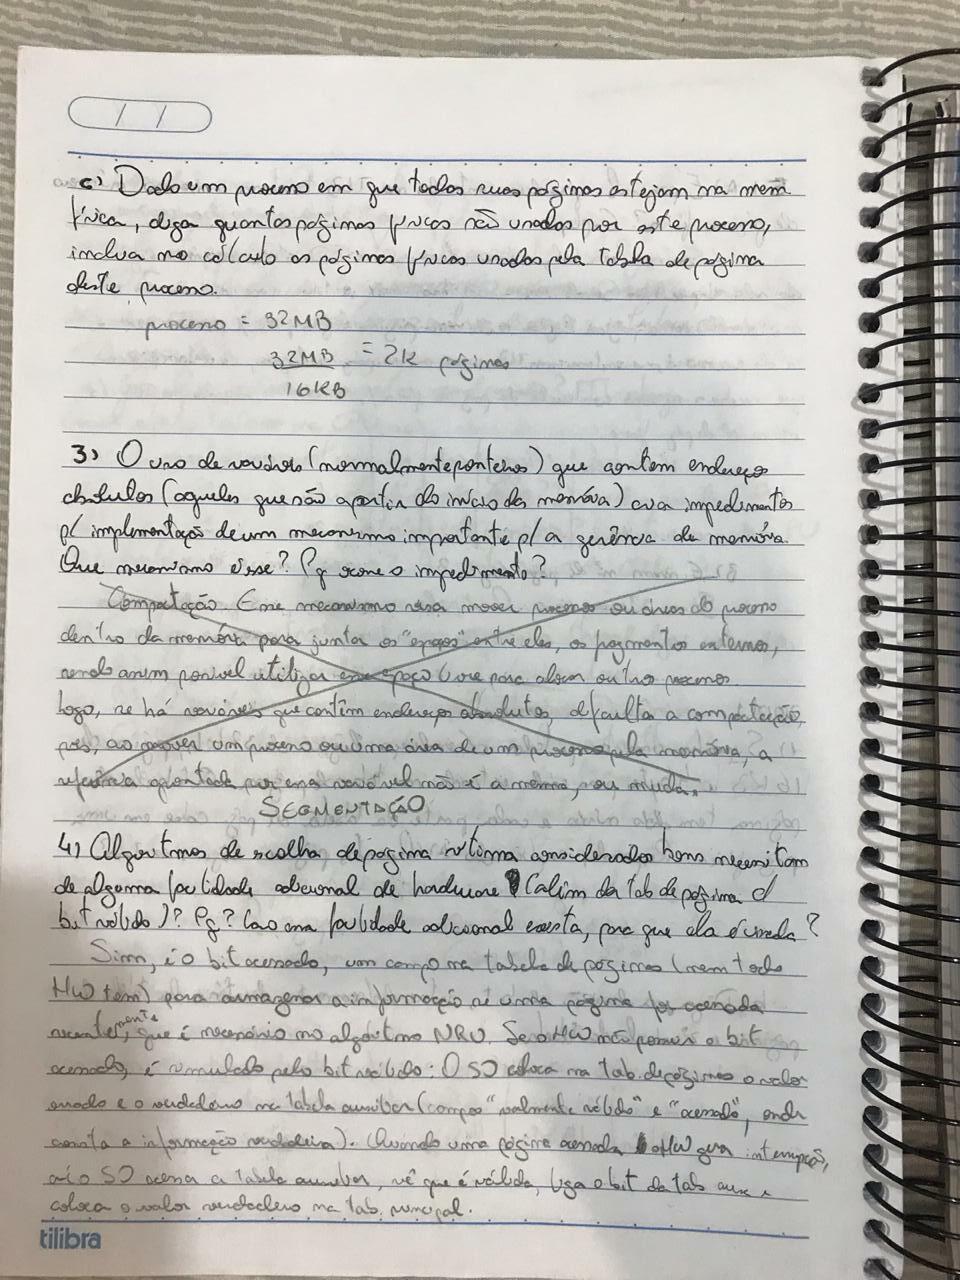 c) Dado um processo em que todas suas páginas estejam na mem
física, diga quantas páginas físicas são usadas por este processo,
inclua no cálculo as páginas físicas usadas pela tabela de página
deste processo.
processo = 32MB
32MB = 2K páginas
16KB
3) O uso de variáveis (normalmente ponteiros) que contem endereços
absolutos (aqueles que são a partir do início da memória) cria impedimentos
p/ implementação de um mecanismo importante p/ a gerência de memória.
Que mecanismo é esse? Pq ocorre o impedimento?
Compactação. Esse mecanismo visa mover processos ou áreas do processo
dentro da memória para juntar os "espaços" entre eles, os fragmentos externos,
sendo assim possível utilizar esse espaço livre para alocar outros processos.
Logo, se há variáveis que contêm endereços absolutos, dificulta a compactação,
pois, ao mover um processo ou uma área de um processo pela memória, a
referência apontada por essa variável não é a mesma, ou muda.
SEGMENTAÇÃO
4) Algoritmos de escolha de página vítima considerados bons necessitam
de alguma facilidade adicional de hardware (além da tab de página c/
bit válido)? Pq? Caso essa facilidade adicional exista, para que ela é usada?
Sim, é o bit acessado, um campo na tabela de páginas (nem todo
HW tem) para armazenar a informação se uma página foi acessada
recentemente, que é necessário no algoritmo NRU. Se o HW não possuir o bit
acessado, é simulado pelo bit válido: O SO coloca na tab. de páginas o valor
errado e o verdadeiro na tabela auxiliar (campos "realmente válido" e "acessado", onde
consta a informação verdadeira). Quando uma página acessada, o HW gera interrupção,
aí o SO acessa a tabela auxiliar, vê que é válida, liga o bit da tab aux e
coloca o valor verdadeiro na tab. principal.
tilibra